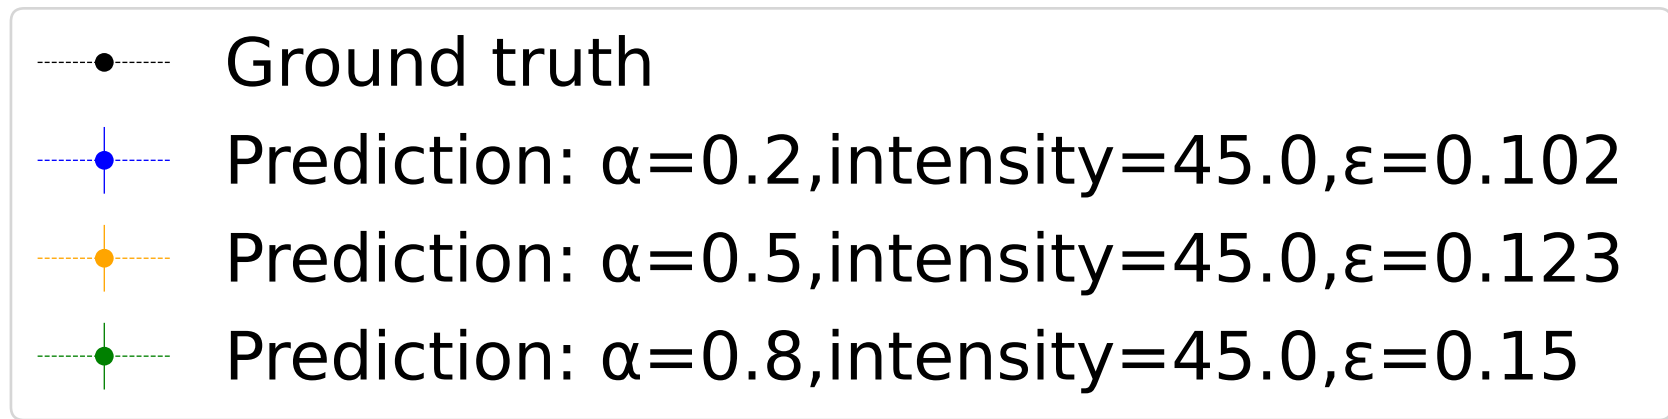 Ground truth
Prediction: α=0.2,intensity=45.0,ε=0.102
Prediction: α=0.5,intensity=45.0,ε=0.123
Prediction: α=0.8,intensity=45.0,ε=0.15